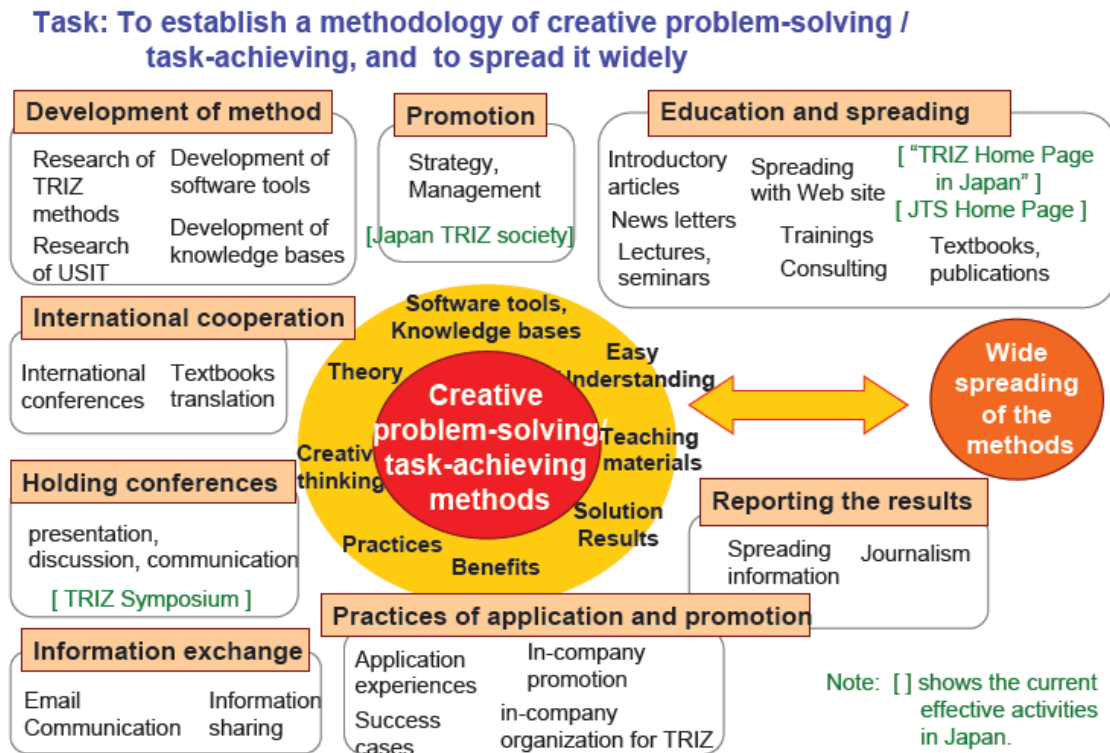 Task: To establish a methodology of creative problem-solving /
task-achieving, and to spread it widely
Development of method
Research of
TRIZ
methods
Research
of USIT
Development of
software tools
Development of
knowledge bases
Promotion
Strategy,
Management
[Japan TRIZ society]
Education and spreading
Introductory
articles
News letters
Lectures,
seminars
Spreading
with Web site
Trainings
Consulting
[ “TRIZ Home Page
in Japan” ]
[ JTS Home Page ]
Textbooks,
publications
International cooperation
International
conferences
Textbooks
translation
Software tools,
Knowledge bases
Theory
Easy
Understanding
Creative
problem-solving/
task-achieving
methods
Creative
thinking
Teaching
materials
Solution
Results
Practices
Benefits
Wide
spreading
of the
methods
Holding conferences
presentation,
discussion, communication
[ TRIZ Symposium ]
Reporting the results
Spreading
information
Journalism
Information exchange
Email
Communication
Information
sharing
Practices of application and promotion
Application
experiences
Success
cases
In-company
promotion
in-company
organization for TRIZ
Note: [ ] shows the current
effective activities
in Japan.